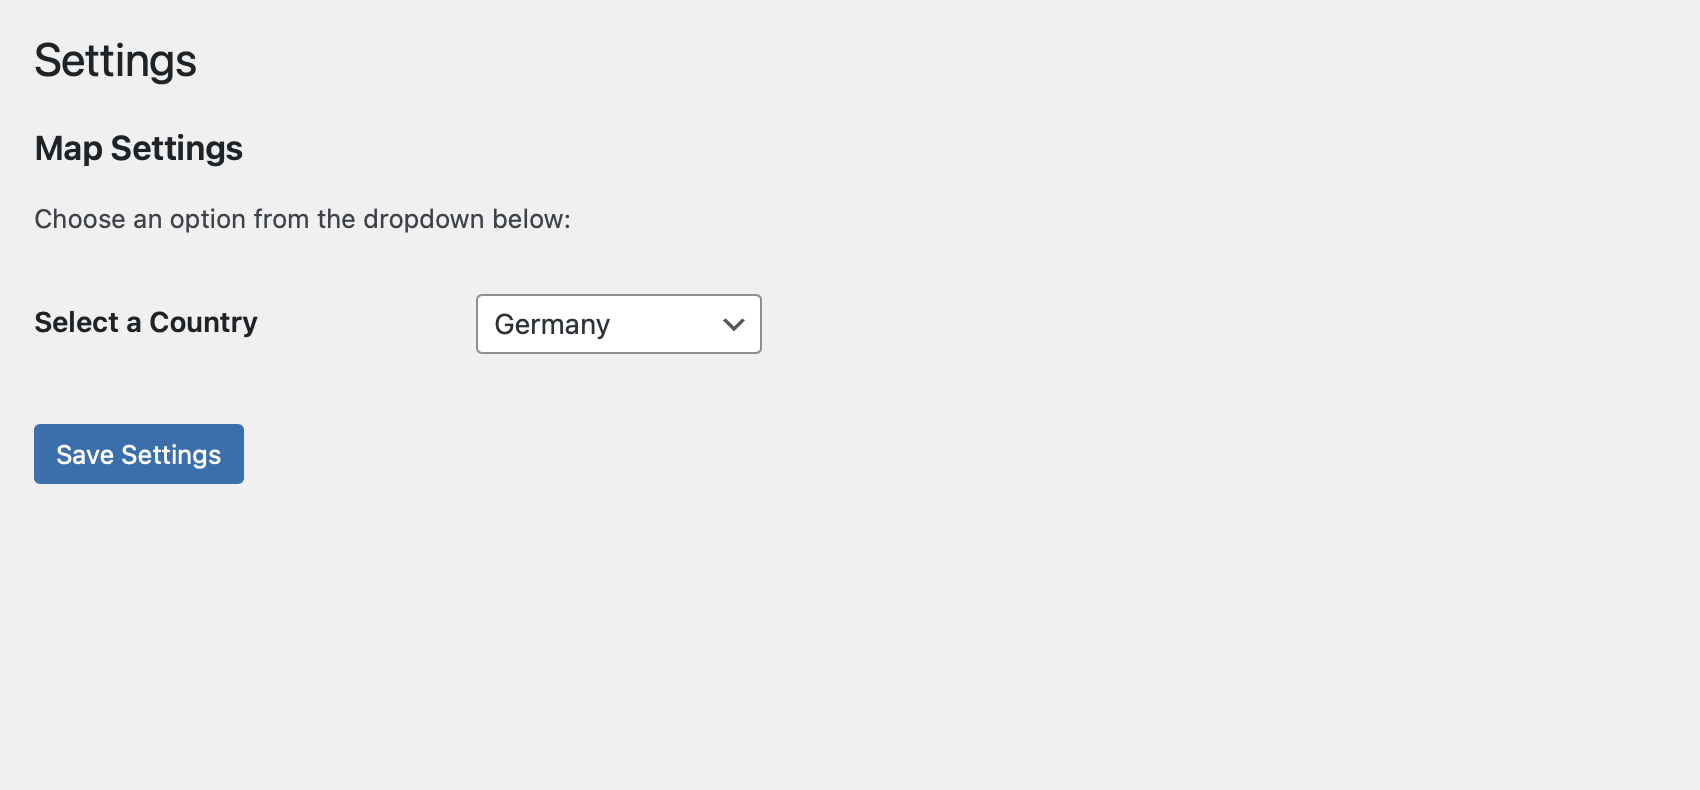 Settings
Map Settings
Choose an option from the dropdown below:
Select a Country
Germany
Save Settings